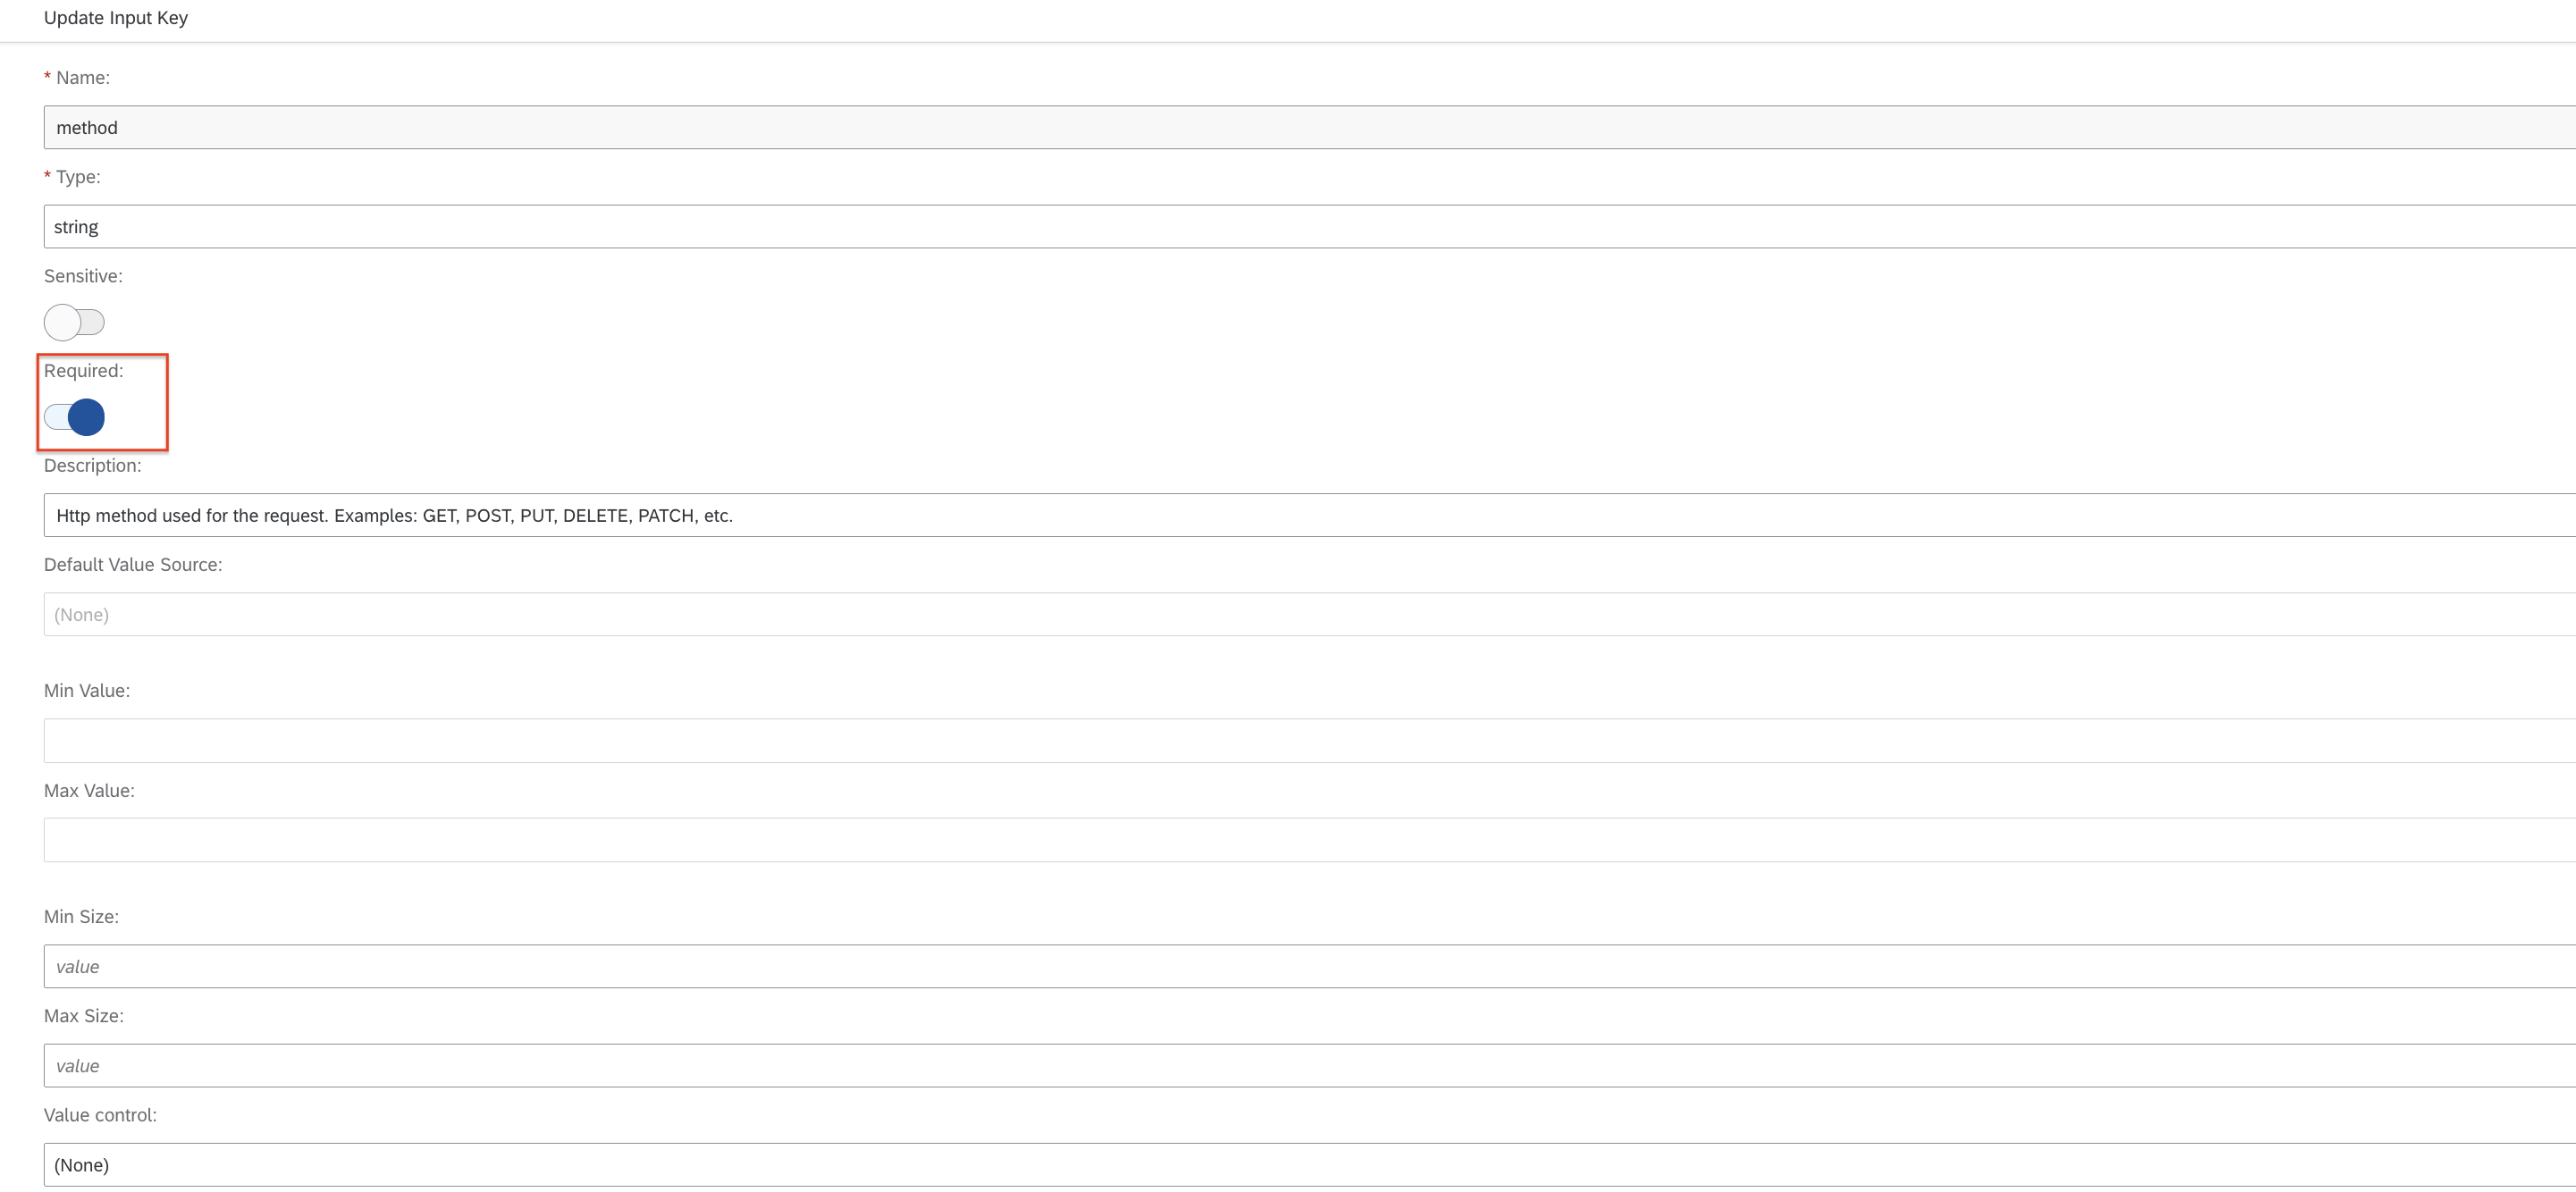 Update Input Key
* Name:
method
* Type:
string
Sensitive:
Required:
Description:
Http method used for the request. Examples: GET, POST, PUT, DELETE, PATCH, etc.
Default Value Source:
(None)
Min Value:
Max Value:
Min Size:
value
Max Size:
value
Value control:
(None)